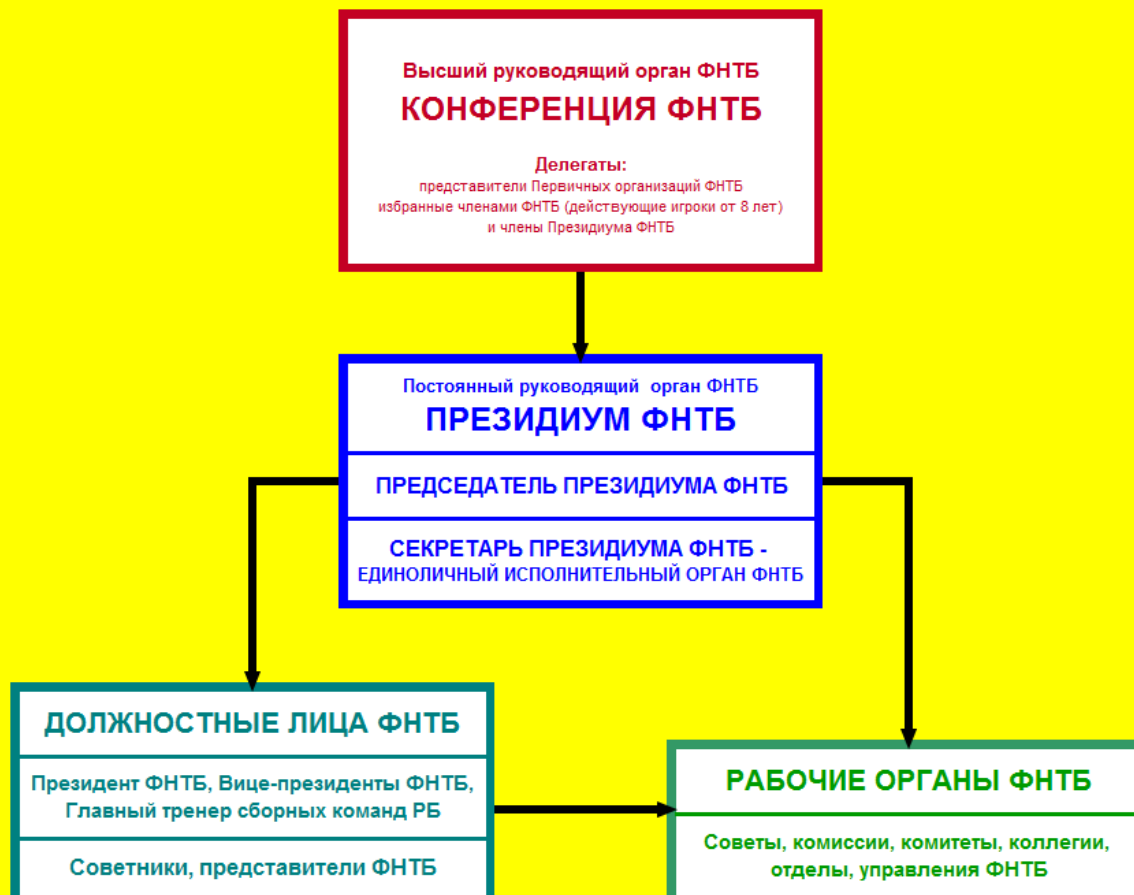 Высший руководящий орган ФНТБ
КОНФЕРЕНЦИЯ ФНТБ
Делегаты:
представители Первичных организаций ФНТБ
избранные членами ФНТБ (действующие игроки от 8 лет)
и члены Президиума ФНТБ
Постоянный руководящий орган ФНТБ
ПРЕЗИДИУМ ФНТБ
ПРЕДСЕДАТЕЛЬ ПРЕЗИДИУМА ФНТБ
СЕКРЕТАРЬ ПРЕЗИДИУМА ФНТБ -
ЕДИНОЛИЧНЫЙ ИСПОЛНИТЕЛЬНЫЙ ОРГАН ФНТБ
ДОЛЖНОСТНЫЕ ЛИЦА ФНТБ
Президент ФНТБ, Вице-президенты ФНТБ,
Главный тренер сборных команд РБ
Советники, представители ФНТБ
РАБОЧИЕ ОРГАНЫ ФНТБ
Советы, комиссии, комитеты, коллегии,
отделы, управления ФНТБ